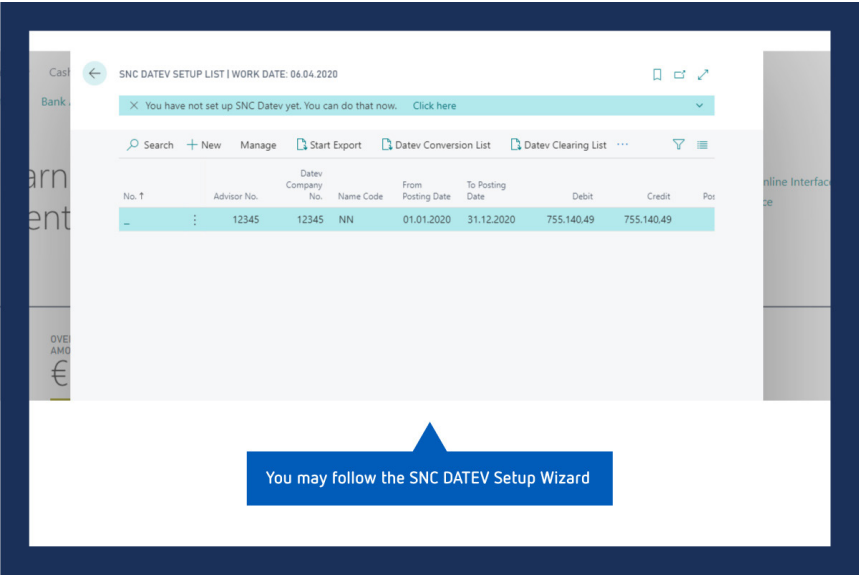 Cas
SNC DATEV SETUP LIST | WORK DATE: 06.04.2020
Bank
You have not set up SNC Datev yet. You can do that now. Click here
Search New Manage Start Export Datev Conversion List Datev Clearing List ...
arn
ent
nline Interfac
ce
No. ↑ Advisor No. Datev Company No. Name Code From Posting Date To Posting Date Debit Credit Pos
_ 12345 12345 NN 01.01.2020 31.12.2020 755.140,49 755.140,49
OVE
AMO
€
You may follow the SNC DATEV Setup Wizard